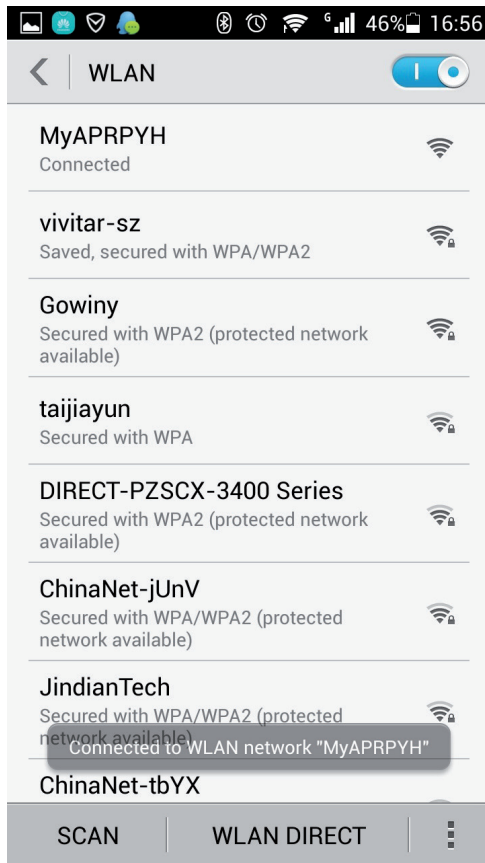 G 46% 16:56
WLAN
MyAPRPYH
Connected
vivitar-sz
Saved, secured with WPA/WPA2
Gowiny
Secured with WPA2 (protected network
available)
taijiayun
Secured with WPA
DIRECT-PZSCX-3400 Series
Secured with WPA2 (protected network
available)
ChinaNet-jUnV
Secured with WPA/WPA2 (protected
network available)
JindianTech
Secured with WPA/WPA2 (protected
network available)
Connected to WLAN network "MyAPRPYH"
ChinaNet-tbYX
SCAN WLAN DIRECT